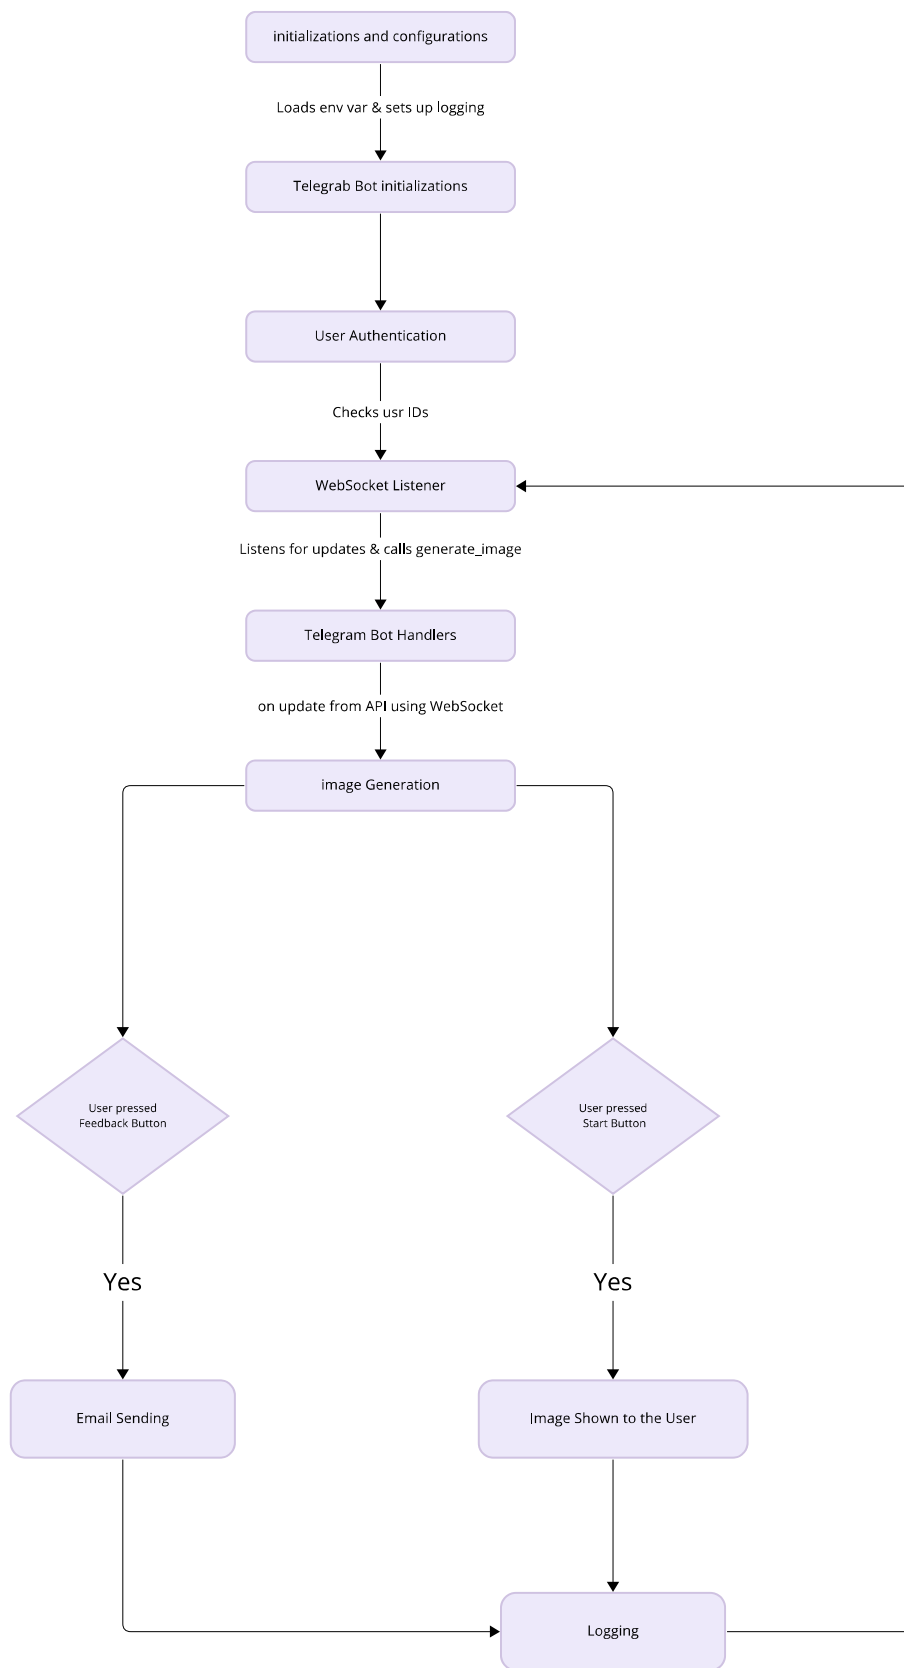 initializations and configurations
Loads env var & sets up logging
Telegrab Bot initializations
User Authentication
Checks usr IDs
WebSocket Listener
Listens for updates & calls generate_image
Telegram Bot Handlers
on update from API using WebSocket
image Generation
User pressed
Feedback Button
User pressed
Start Button
Yes
Yes
Email Sending
Image Shown to the User
Logging